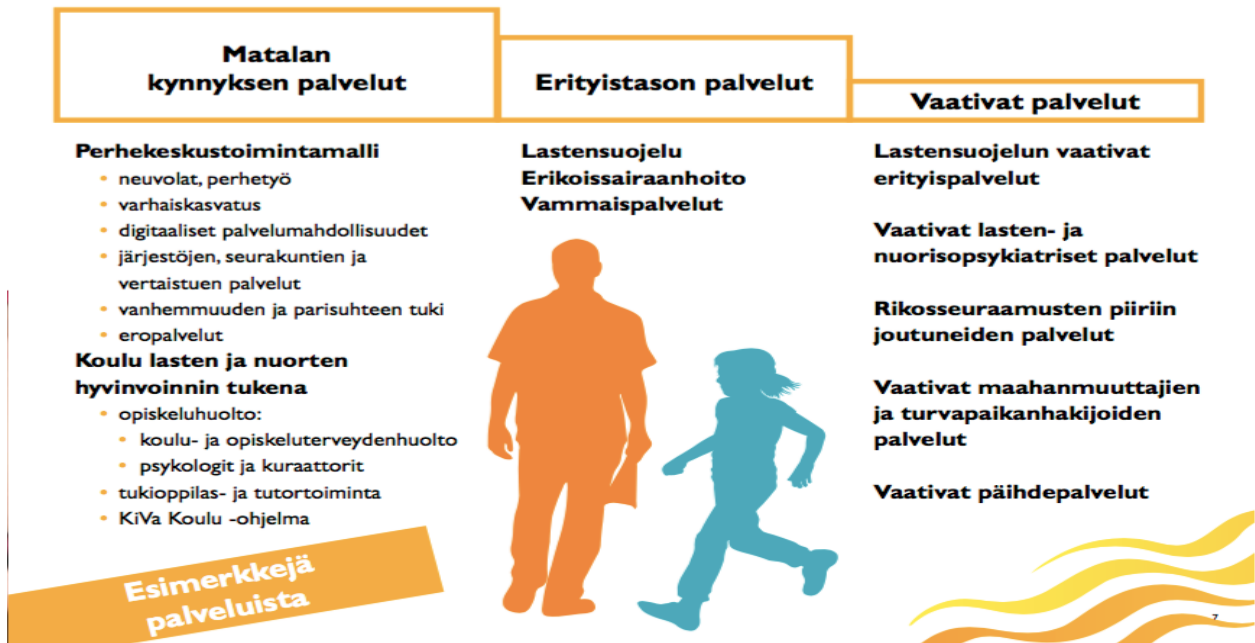 Matalan
kynnyksen palvelut
Perhekeskustoimintamalli
• neuvolat, perhetyö
• varhaiskasvatus
• digitaaliset palvelumahdollisuudet
• järjestöjen, seurakuntien ja
vertaistuen palvelut
• vanhemmuuden ja parisuhteen tuki
• eropalvelut
Koulu lasten ja nuorten
hyvinvoinnin tukena
• opiskeluhuolto:
• koulu- ja opiskeluterveydenhuolto
• psykologit ja kuraattorit
• tukioppilas- ja tutortoiminta
• KiVa Koulu -ohjelma
Erityistason palvelut
Lastensuojelu
Erikoissairaanhoito
Vammaispalvelut
Vaativat palvelut
Lastensuojelun vaativat
erityispalvelut
Vaativat lasten- ja
nuorisopsykiatriset palvelut
Rikosseuraamusten piiriin
joutuneiden palvelut
Vaativat maahanmuuttajien
ja turvapaikanhakijoiden
palvelut
Vaativat päihdepalvelut
Esimerkkejä
palveluista
7